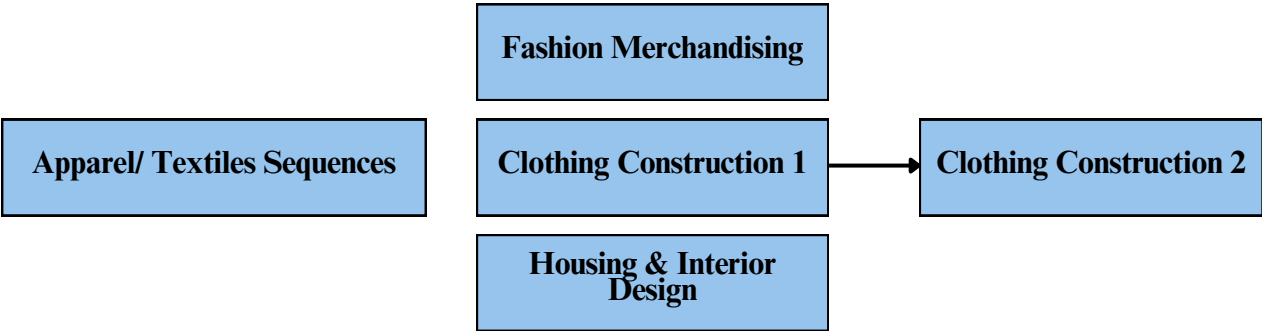 Fashion Merchandising
Apparel/ Textiles Sequences
Clothing Construction 1
Clothing Construction 2
Housing & Interior
Design